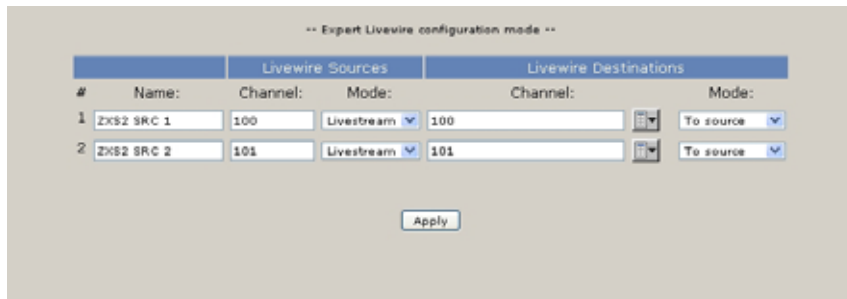 -- Expert Livewire configuration mode --
Livewire Sources Livewire Destinations
# Name: Channel: Mode: Channel: Mode:
1 ZXS2 SRC 1 100 Livestream 100 To source
2 ZXS2 SRC 2 101 Livestream 101 To source
Apply